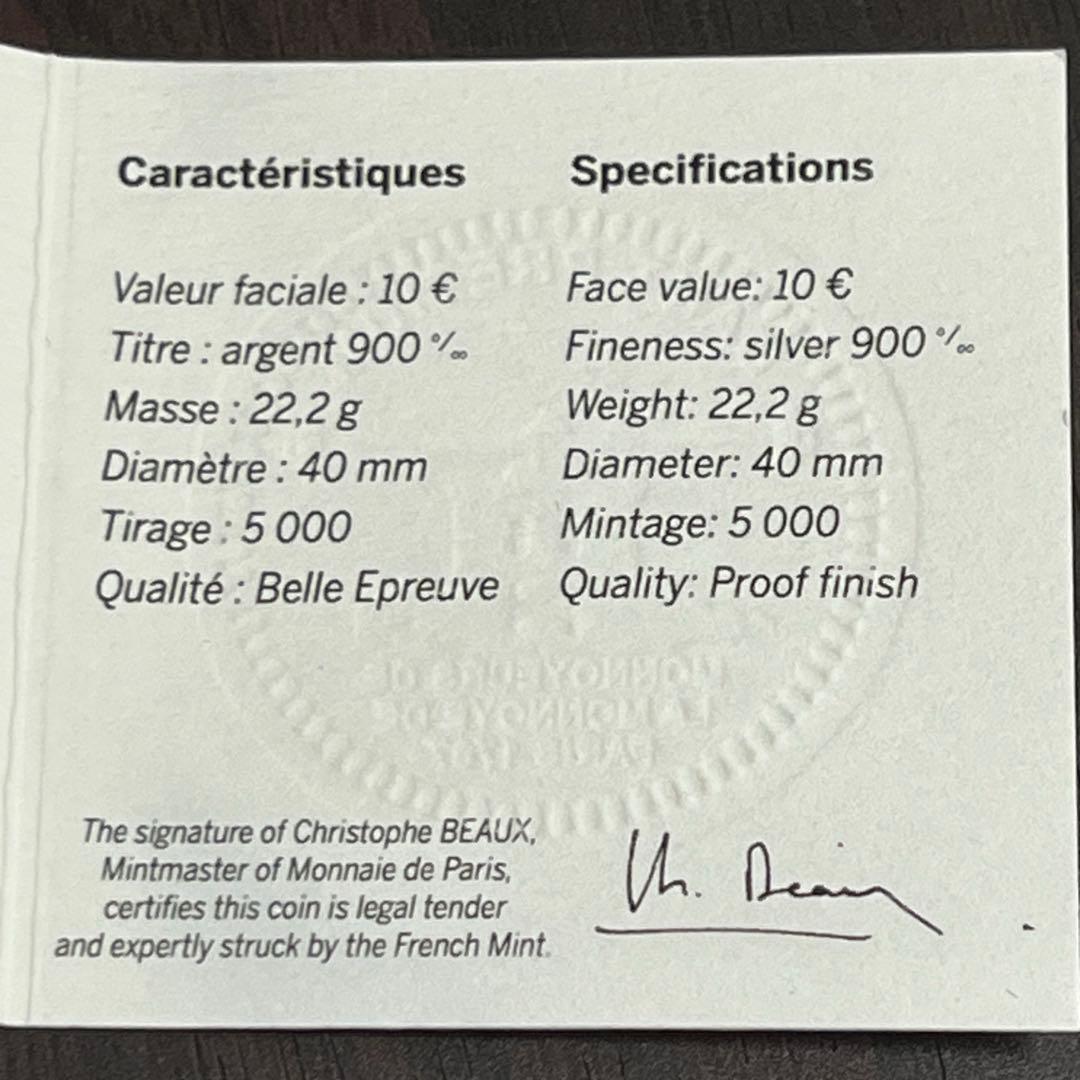 Caractéristiques
Valeur faciale : 10 €
Titre : argent 900 ‰
Masse : 22,2 g
Diamètre : 40 mm
Tirage : 5 000
Qualité : Belle Epreuve
Specifications
Face value: 10 €
Fineness: silver 900 ‰
Weight: 22,2 g
Diameter: 40 mm
Mintage: 5 000
Quality: Proof finish
The signature of Christophe BEAUX,
Mintmaster of Monnaie de Paris,
certifies this coin is legal tender
and expertly struck by the French Mint.
Ch. Beaux